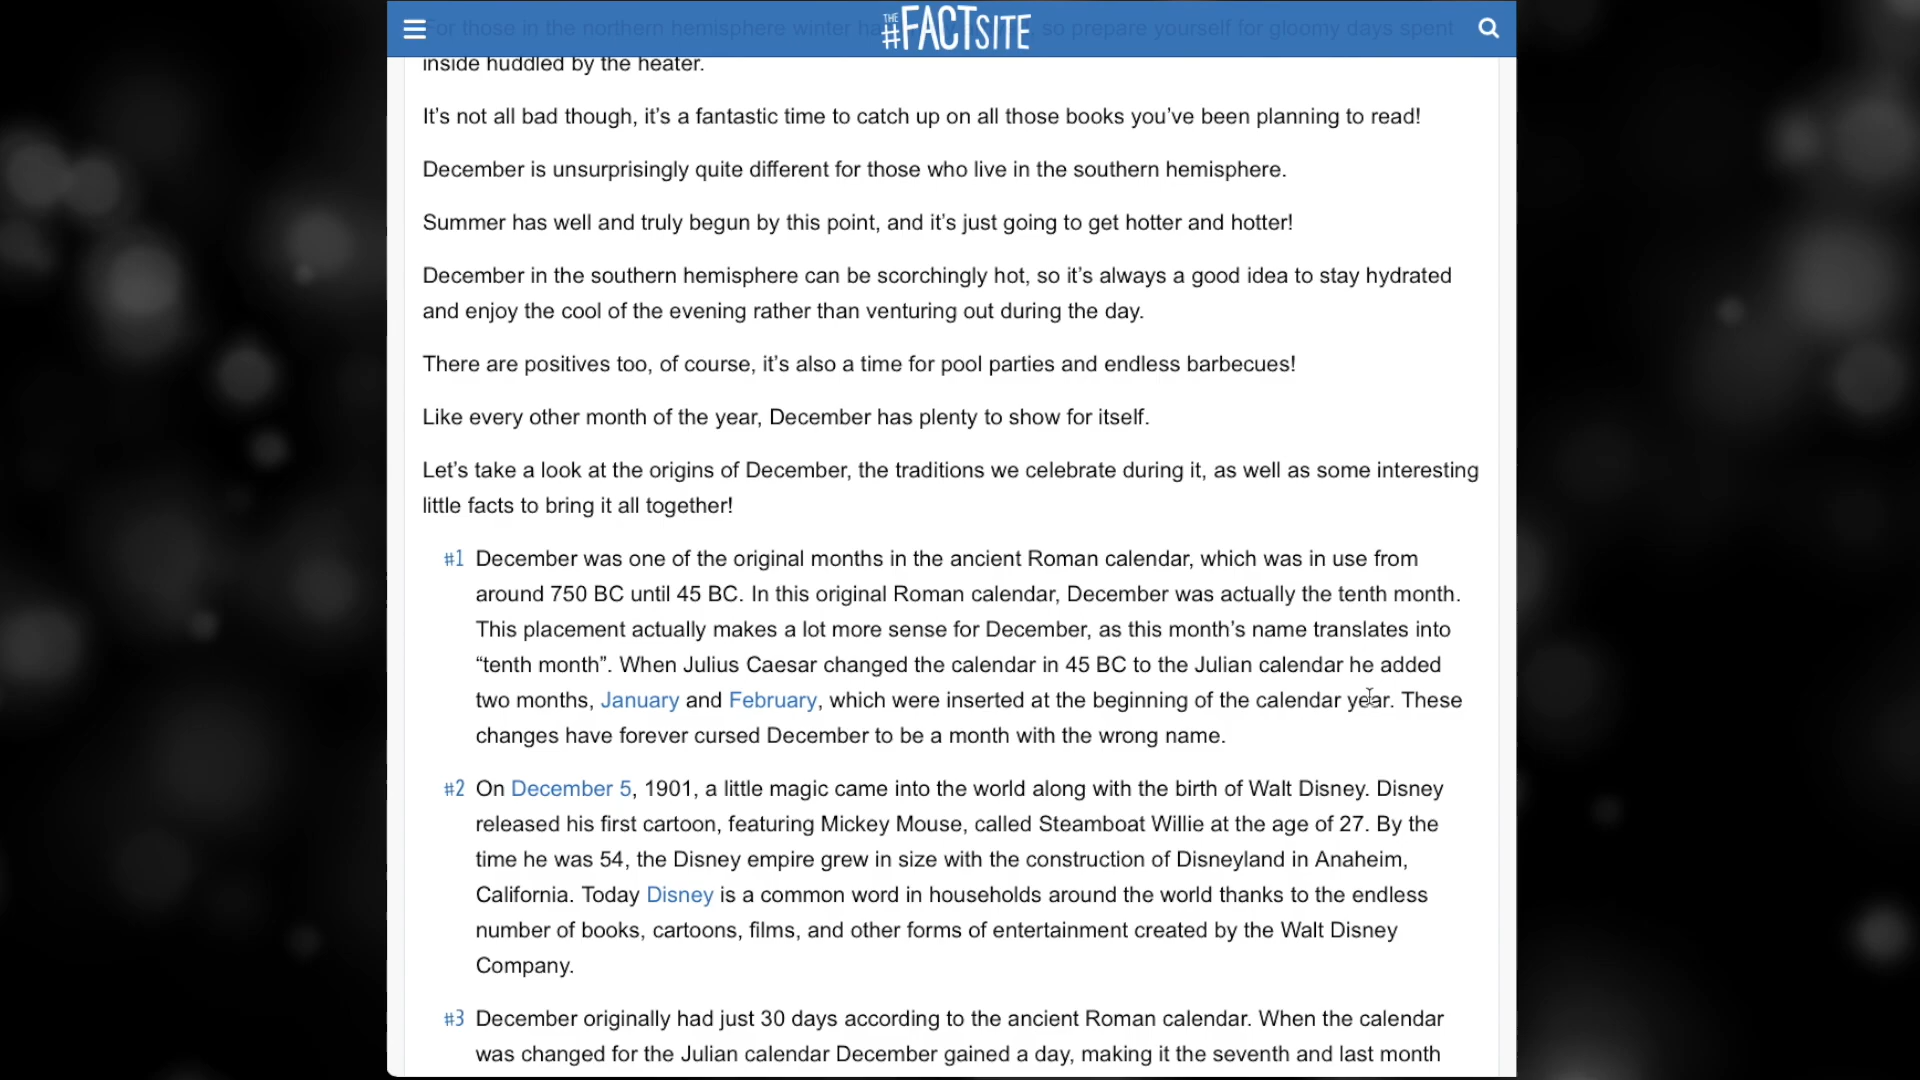 For those in the northern hemisphere winter ha so prepare yourself for gloomy days spent
THE #FACTSITE
inside huddled by the heater.
It's not all bad though, it's a fantastic time to catch up on all those books you've been planning to read!
December is unsurprisingly quite different for those who live in the southern hemisphere.
Summer has well and truly begun by this point, and it's just going to get hotter and hotter!
December in the southern hemisphere can be scorchingly hot, so it's always a good idea to stay hydrated
and enjoy the cool of the evening rather than venturing out during the day.
There are positives too, of course, it's also a time for pool parties and endless barbecues!
Like every other month of the year, December has plenty to show for itself.
Let's take a look at the origins of December, the traditions we celebrate during it, as well as some interesting
little facts to bring it all together!
#1 December was one of the original months in the ancient Roman calendar, which was in use from
around 750 BC until 45 BC. In this original Roman calendar, December was actually the tenth month.
This placement actually makes a lot more sense for December, as this month's name translates into
“tenth month”. When Julius Caesar changed the calendar in 45 BC to the Julian calendar he added
two months, January and February, which were inserted at the beginning of the calendar year. These
changes have forever cursed December to be a month with the wrong name.
#2 On December 5, 1901, a little magic came into the world along with the birth of Walt Disney. Disney
released his first cartoon, featuring Mickey Mouse, called Steamboat Willie at the age of 27. By the
time he was 54, the Disney empire grew in size with the construction of Disneyland in Anaheim,
California. Today Disney is a common word in households around the world thanks to the endless
number of books, cartoons, films, and other forms of entertainment created by the Walt Disney
Company.
#3 December originally had just 30 days according to the ancient Roman calendar. When the calendar
was changed for the Julian calendar December gained a day, making it the seventh and last month